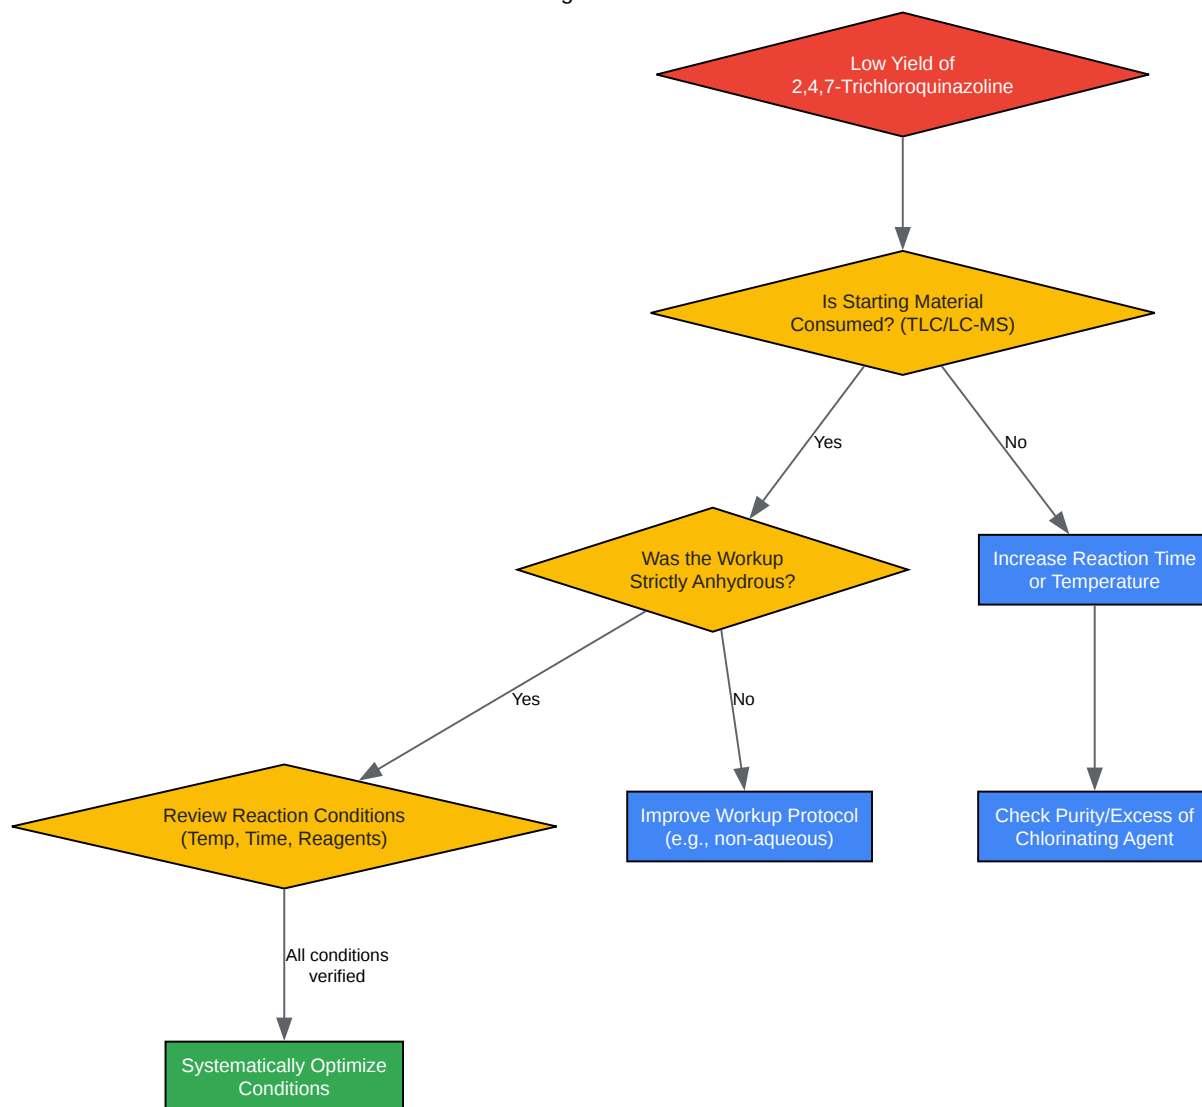 Low Yield of
2,4,7-Trichloroquinazoline
Is Starting Material
Consumed? (TLC/LC-MS)
Yes
No
Was the Workup
Strictly Anhydrous?
Increase Reaction Time
or Temperature
Yes
No
Review Reaction Conditions
(Temp, Time, Reagents)
Improve Workup Protocol
(e.g., non-aqueous)
Check Purity/Excess of
Chlorinating Agent
All conditions
verified
Systematically Optimize
Conditions